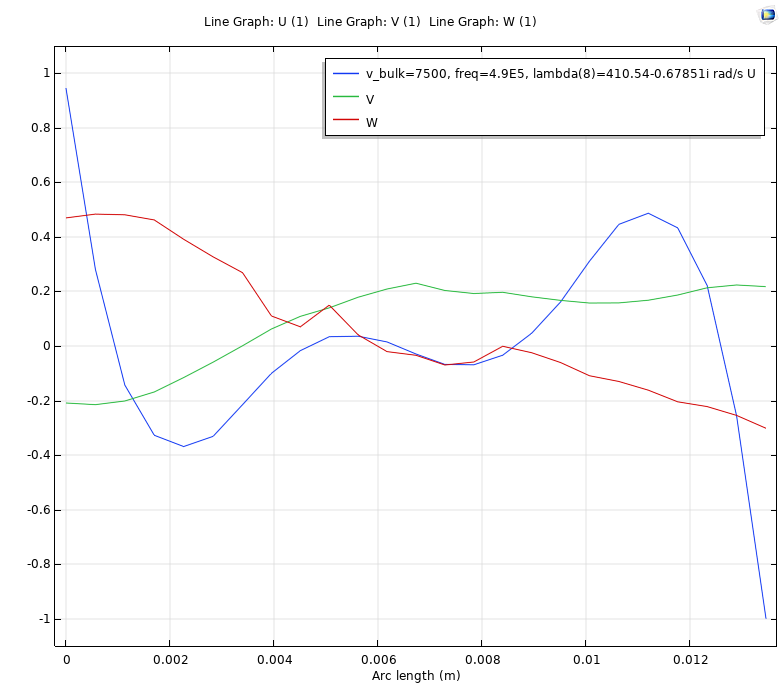 Line Graph: U (1)  Line Graph: V (1)  Line Graph: W (1)
v_bulk=7500, freq=4.9E5, lambda(8)=410.54-0.67851i rad/s U
V
W
1
0.8
0.6
0.4
0.2
0
-0.2
-0.4
-0.6
-0.8
-1
0 0.002 0.004 0.006 0.008 0.01 0.012
Arc length (m)